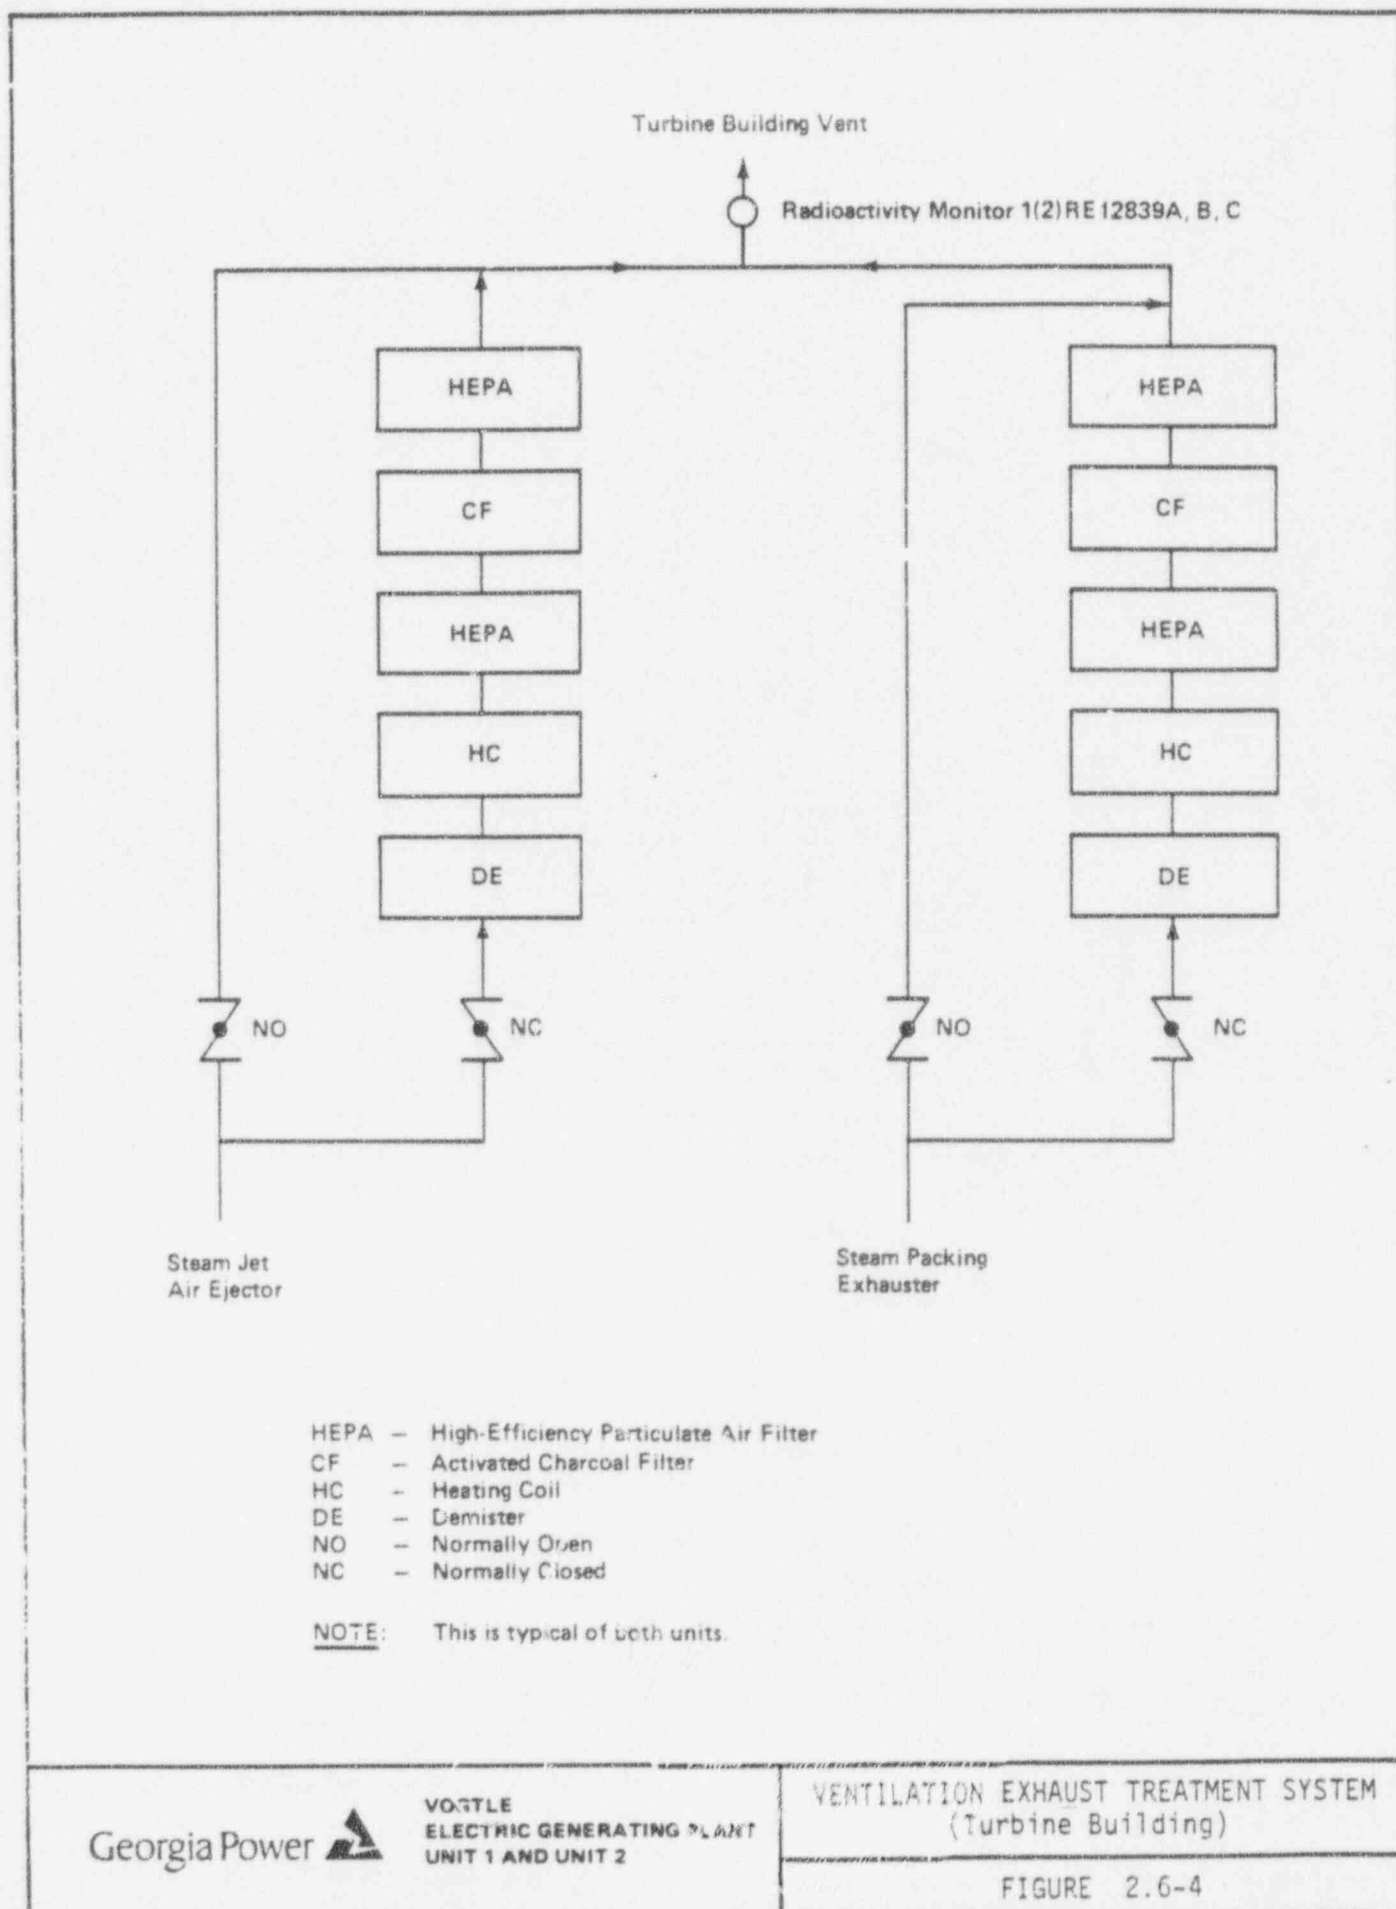 Turbine Building Vent
Radioactivity Monitor 1(2)RE12839A, B, C
HEPA
CF
HEPA
HC
DE
NO
NC
HEPA
CF
HEPA
HC
DE
NO
NC
Steam Jet
Air Ejector
Steam Packing
Exhauster
HEPA – High-Efficiency Particulate Air Filter
CF – Activated Charcoal Filter
HC – Heating Coil
DE – Demister
NO – Normally Open
NC – Normally Closed
NOTE: This is typical of both units.
Georgia Power
VOGTLE
ELECTRIC GENERATING PLANT
UNIT 1 AND UNIT 2
VENTILATION EXHAUST TREATMENT SYSTEM
(Turbine Building)
FIGURE 2.6-4